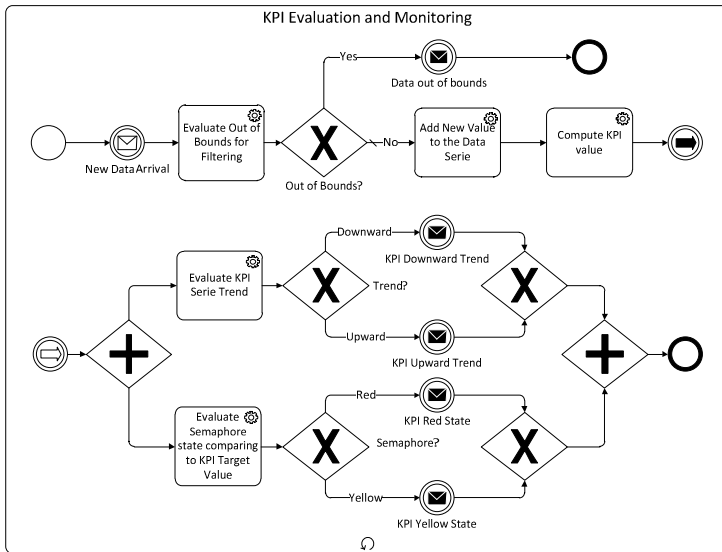 KPI Evaluation and Monitoring
Yes
Data out of bounds
New Data Arrival
Evaluate Out of
Bounds for
Filtering
Out of Bounds?
No
Add New Value
to the Data
Serie
Compute KPI
value
Evaluate KPI
Serie Trend
Downward
KPI Downward Trend
Trend?
Upward
KPI Upward Trend
Evaluate
Semaphore
state comparing
to KPI Target
Value
Red
KPI Red State
Semaphore?
Yellow
KPI Yellow State